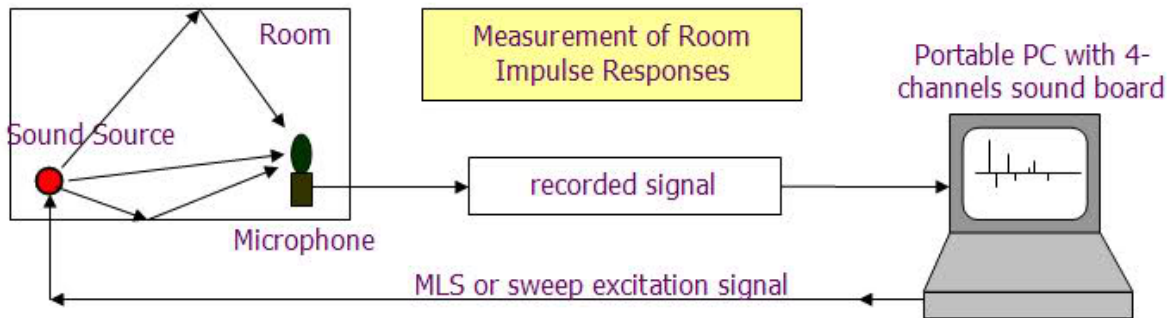 Room
Measurement of Room
Impulse Responses
Portable PC with 4-
channels sound board
Sound Source
recorded signal
Microphone
MLS or sweep excitation signal